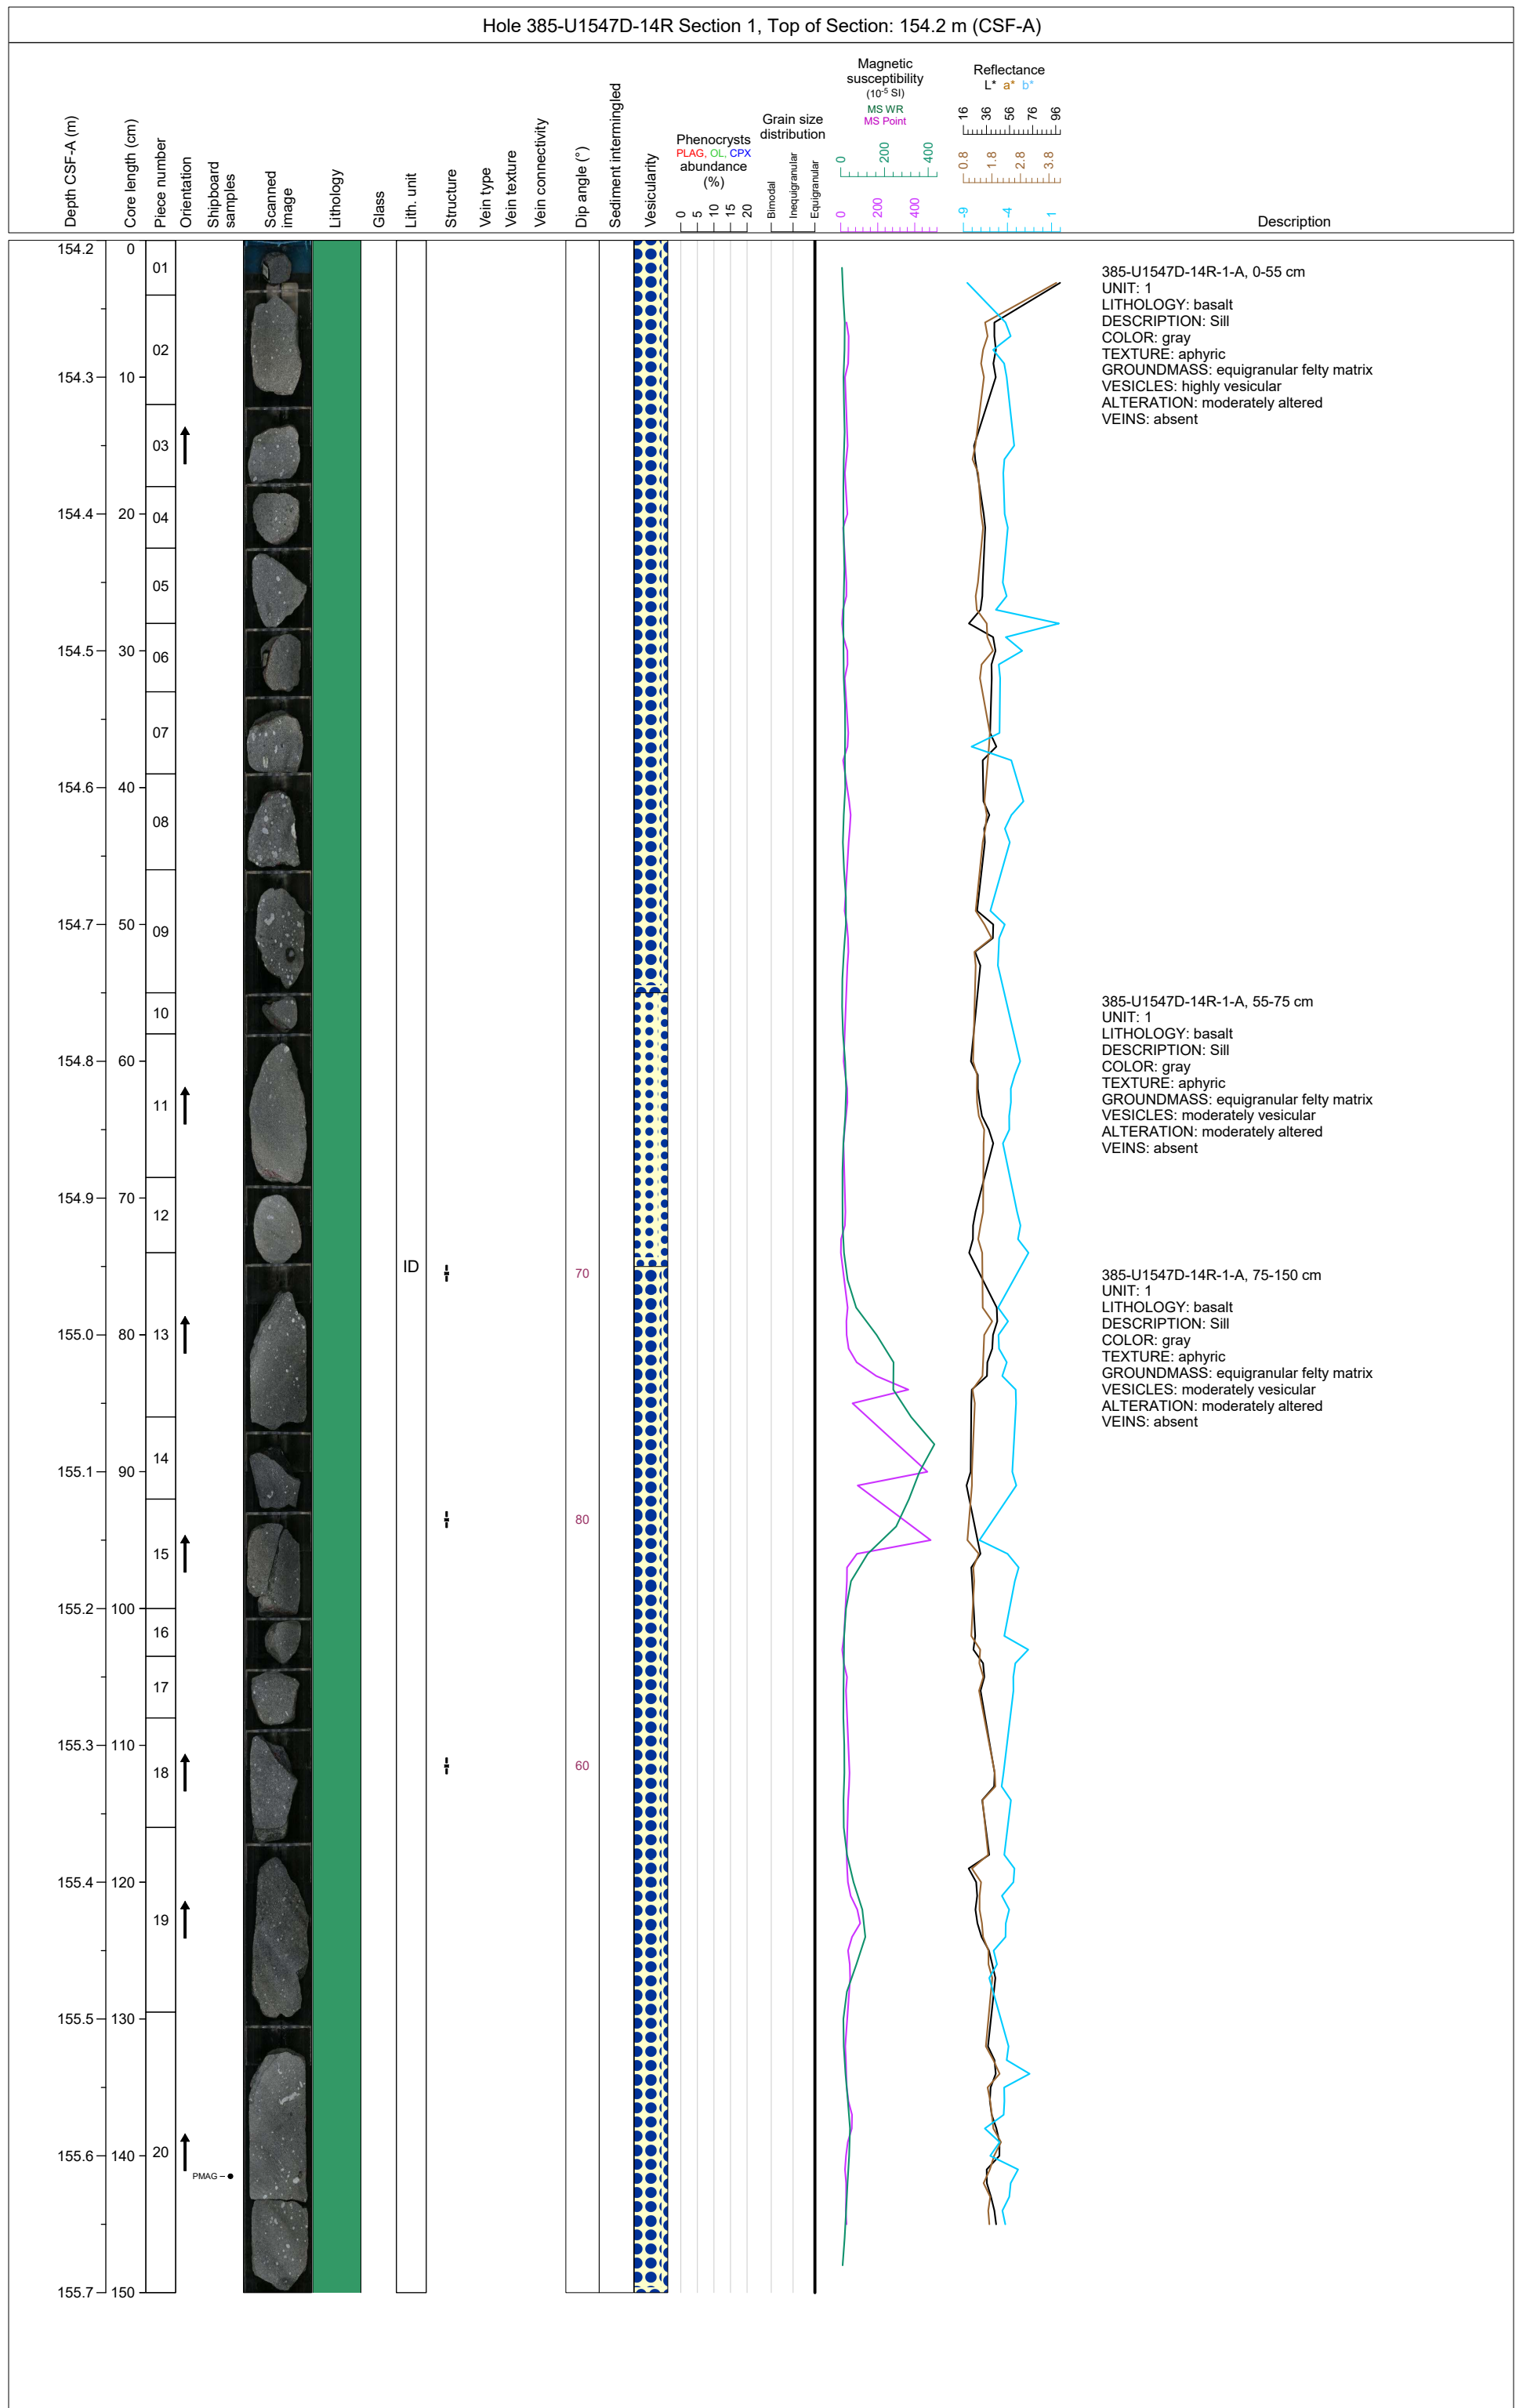 Hole 385-U1547D-14R Section 1, Top of Section: 154.2 m (CSF-A)
Depth CSF-A (m)
Core length (cm)
Piece number
Orientation
Shipboard
samples
Scanned
image
Lithology
Glass
Lith. unit
Structure
Vein type
Vein texture
Vein connectivity
Dip angle (°)
Sediment intermingled
Vesicularity
Phenocrysts
PLAG, OL, CPX
abundance
(%)
0 5 10 15 20
Grain size
distribution
Bimodal
Inequigranular
Equigranular
Magnetic
susceptibility
(10-5 SI)
MS WR
MS Point
0 200 400
0 200 400
Reflectance
L* a* b*
16 36 56 76 96
0.8 1.8 2.8 3.8
-9 -4 1
Description
154.2 0
01
02
154.3 10
03
154.4 20
04
05
154.5 30
06
07
154.6 40
08
154.7 50
09
10
154.8 60
11
154.9 70
12
155.0 80
13
14
155.1 90
15
155.2 100
16
17
155.3 110
18
155.4 120
19
155.5 130
155.6 140
20
PMAG
155.7 150
ID
70
80
60
385-U1547D-14R-1-A, 0-55 cm
UNIT: 1
LITHOLOGY: basalt
DESCRIPTION: Sill
COLOR: gray
TEXTURE: aphyric
GROUNDMASS: equigranular felty matrix
VESICLES: highly vesicular
ALTERATION: moderately altered
VEINS: absent
385-U1547D-14R-1-A, 55-75 cm
UNIT: 1
LITHOLOGY: basalt
DESCRIPTION: Sill
COLOR: gray
TEXTURE: aphyric
GROUNDMASS: equigranular felty matrix
VESICLES: moderately vesicular
ALTERATION: moderately altered
VEINS: absent
385-U1547D-14R-1-A, 75-150 cm
UNIT: 1
LITHOLOGY: basalt
DESCRIPTION: Sill
COLOR: gray
TEXTURE: aphyric
GROUNDMASS: equigranular felty matrix
VESICLES: moderately vesicular
ALTERATION: moderately altered
VEINS: absent